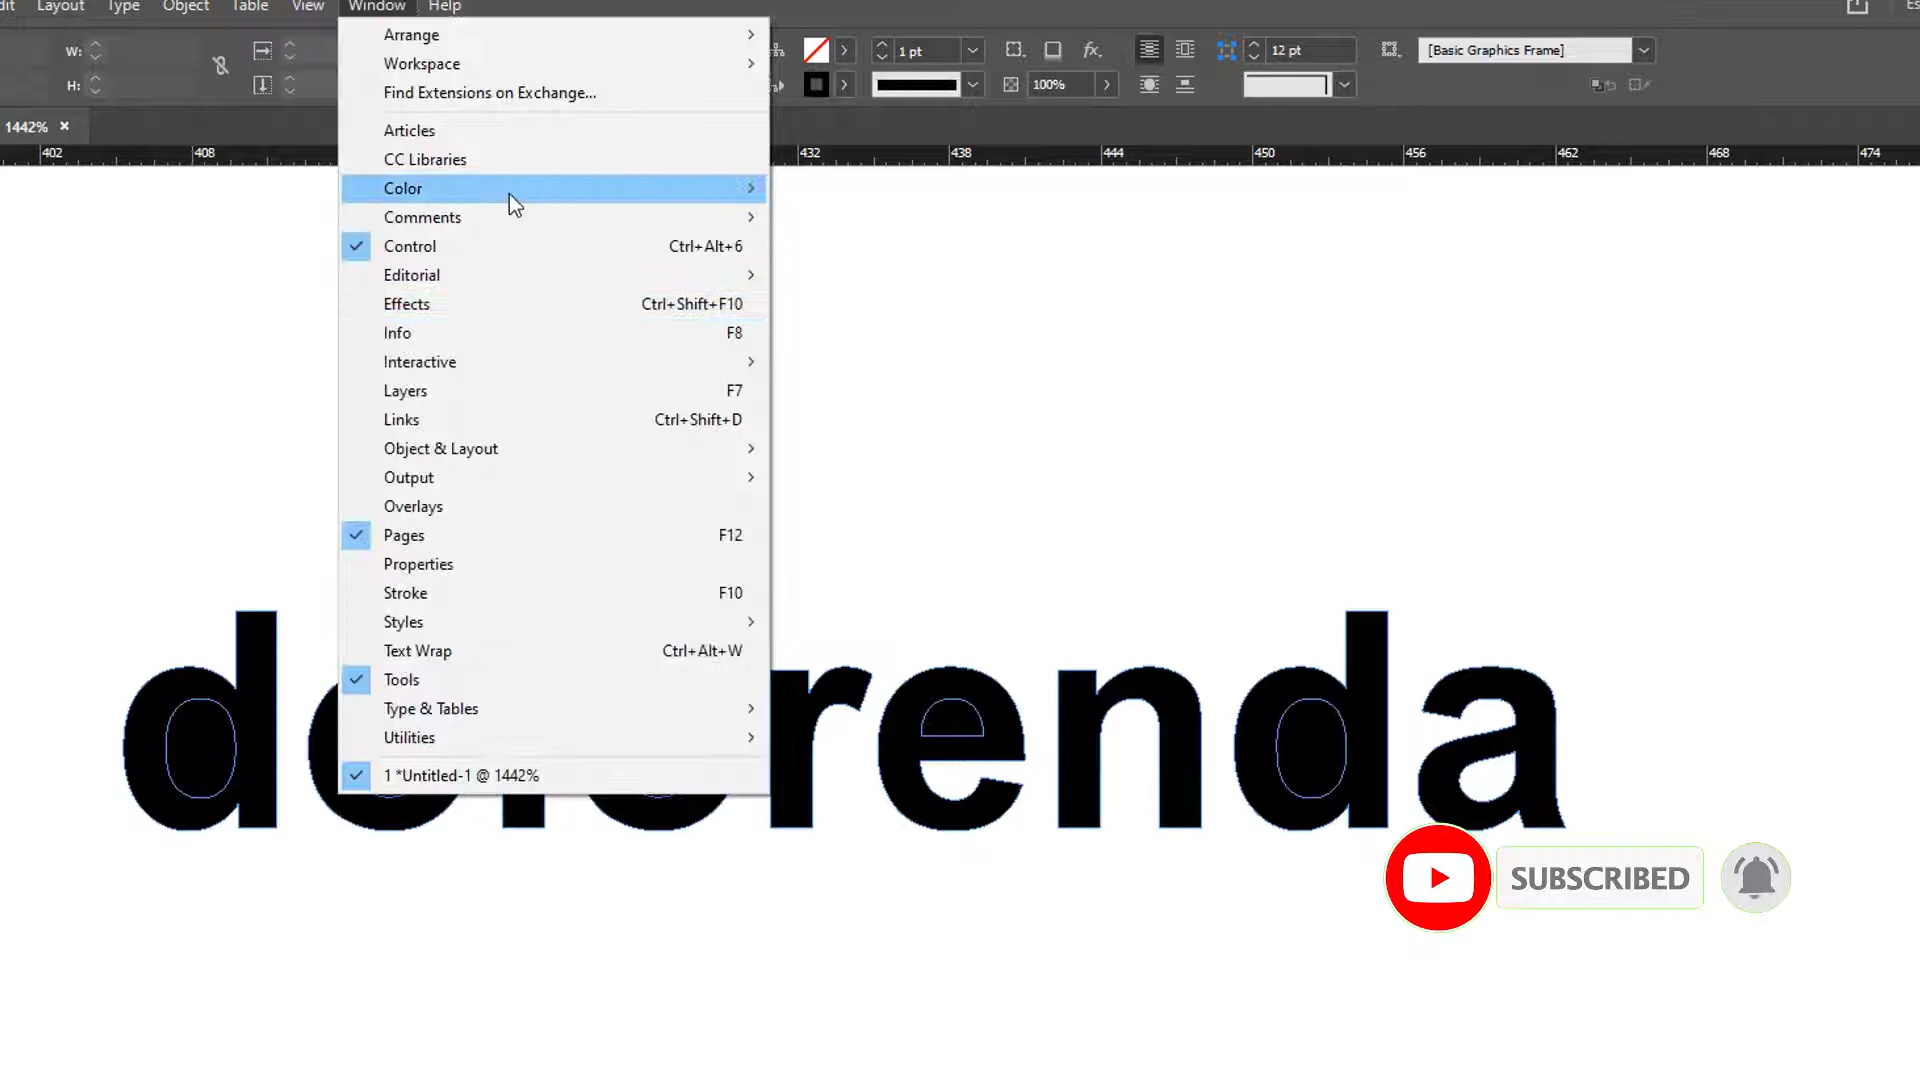 Layout Type Object Table View Window Help
W:
H:
1 pt
fx.
100%
12 pt
[Basic Graphics Frame]
1442% ×
402 408 432 438 444 450 456 462 468 474
Arrange
Workspace
Find Extensions on Exchange...
Articles
CC Libraries
Color
Comments
Control Ctrl+Alt+6
Editorial
Effects Ctrl+Shift+F10
Info F8
Interactive
Layers F7
Links Ctrl+Shift+D
Object & Layout
Output
Overlays
Pages F12
Properties
Stroke F10
Styles
Text Wrap Ctrl+Alt+W
Tools
Type & Tables
Utilities
1 *Untitled-1 @ 1442%
dolorenda
SUBSCRIBED